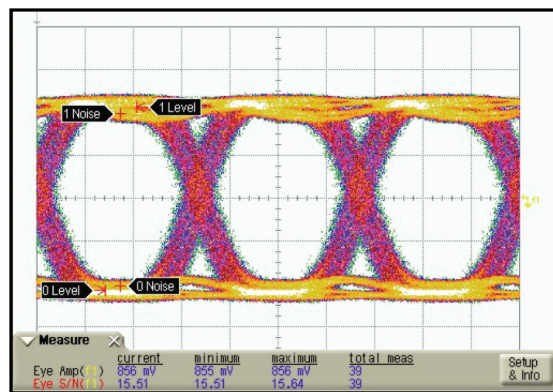 1 Level
1 Noise
0 Noise
0 Level
Measure
current minimum maximum total meas
Eye Amp(f1) 856 mV 855 mV 856 mV 39
Eye S/N(f1) 15.51 15.51 15.64 39
Setup
& Info